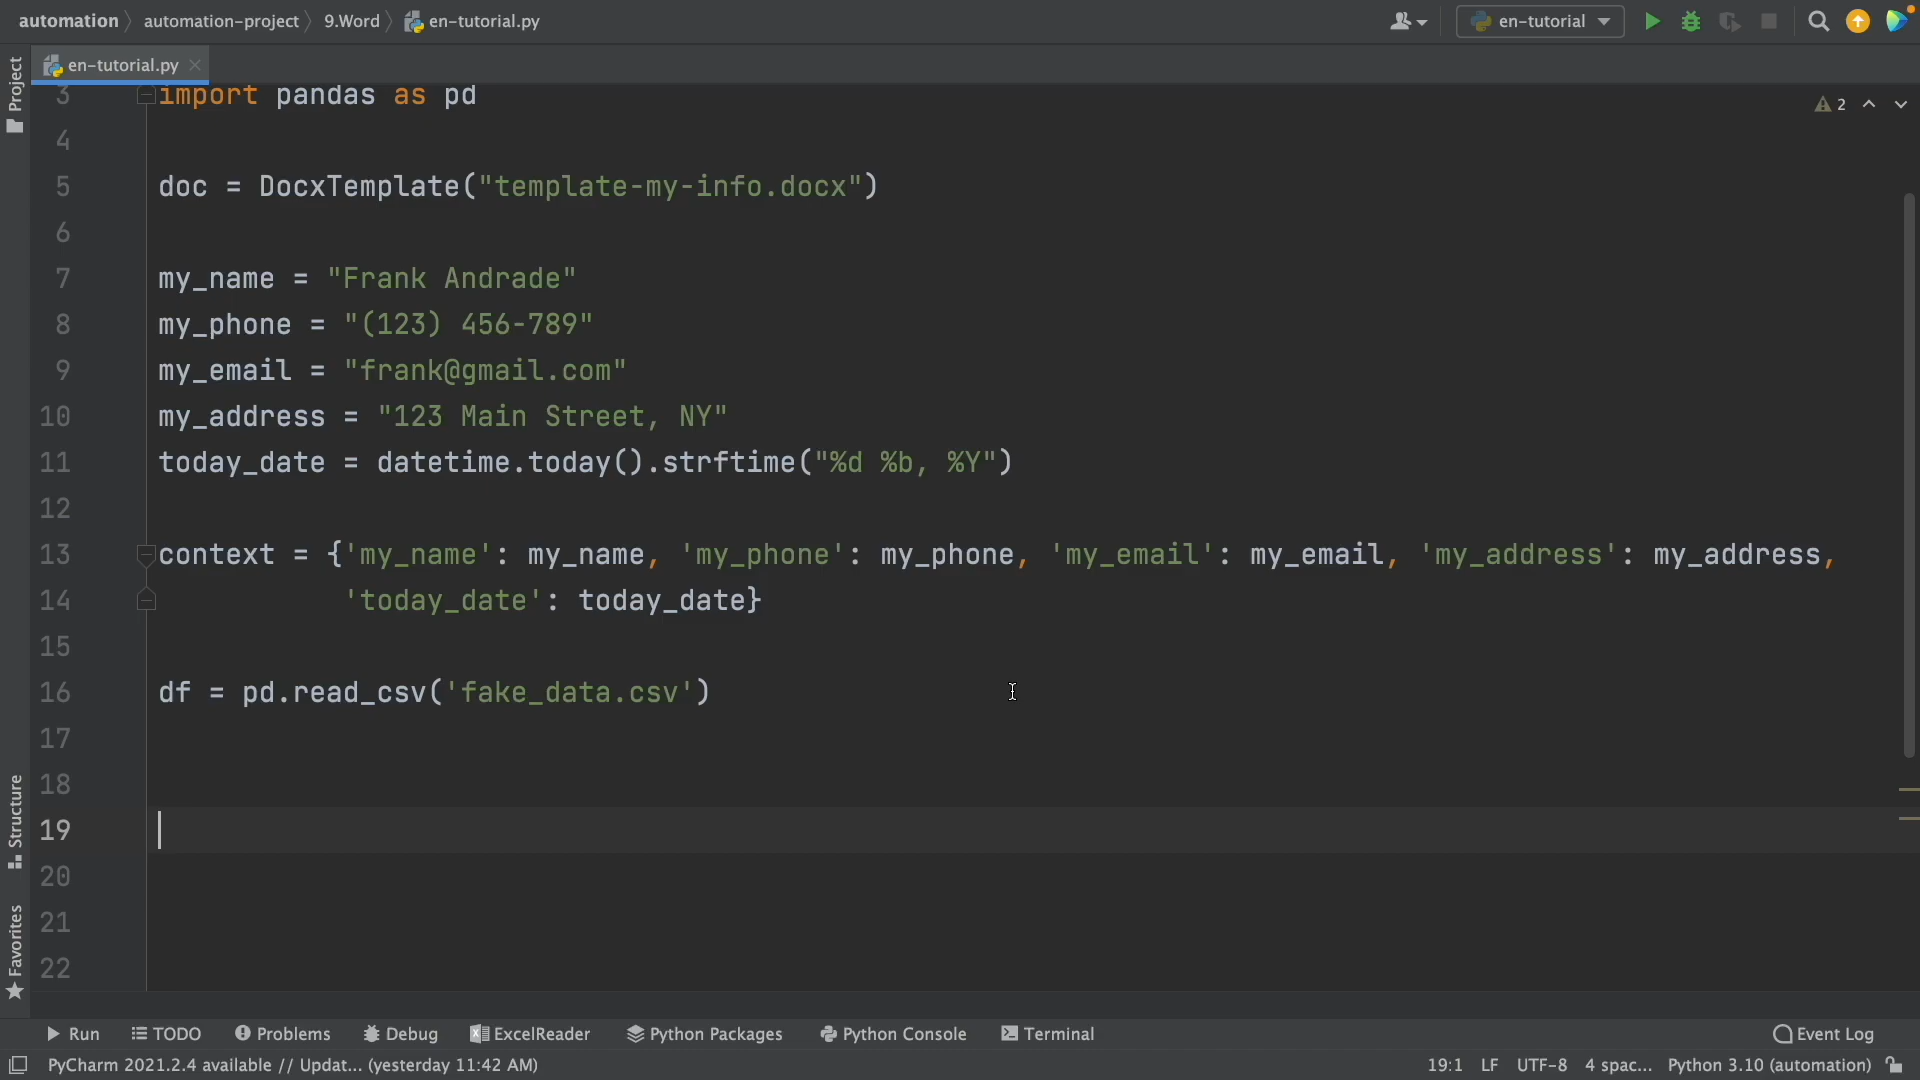 automation automation-project 9.Word en-tutorial.py en-tutorial
en-tutorial.py
Project
2
3 import pandas as pd
4
5 doc = DocxTemplate("template-my-info.docx")
6
7 my_name = "Frank Andrade"
8 my_phone = "(123) 456-789"
9 my_email = "frank@gmail.com"
10 my_address = "123 Main Street, NY"
11 today_date = datetime.today().strftime("%d %b, %Y")
12
13 context = {'my_name': my_name, 'my_phone': my_phone, 'my_email': my_email, 'my_address': my_address,
14 'today_date': today_date}
15
16 df = pd.read_csv('fake_data.csv')
17
18
19
20
21
22
Structure
Favorites
Run TODO Problems Debug ExcelReader Python Packages Python Console Terminal Event Log
PyCharm 2021.2.4 available // Updat... (yesterday 11:42 AM) 19:1 LF UTF-8 4 spac... Python 3.10 (automation)